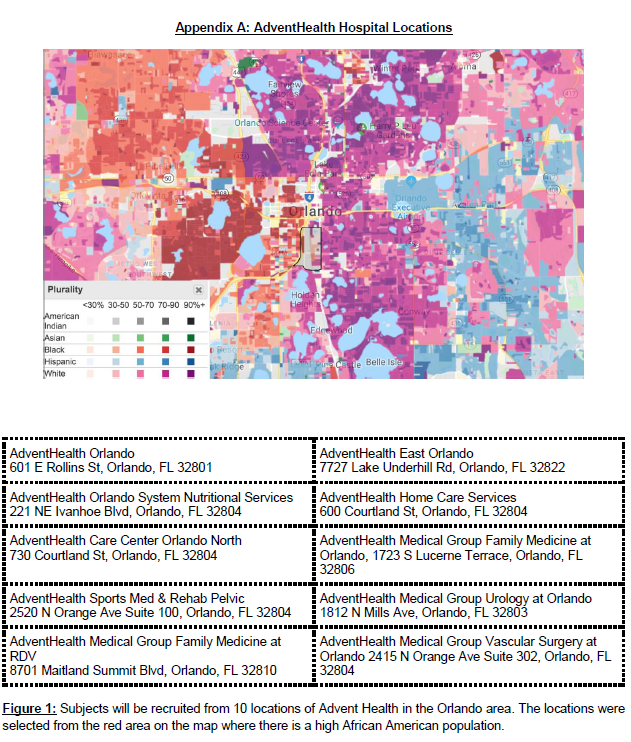 Appendix A: AdventHealth Hospital Locations
Fairview
Shores
Orlando Science Center
Harry P Leu
Gardens
Orlando
Orlando
Executive
Airport
Holden
Heights
Edgewood
Conway
Belle Isle
Plurality
<30% 30-50 50-70 70-90 90%+
American
Indian
Asian
Black
Hispanic
White
AdventHealth Orlando
601 E Rollins St, Orlando, FL 32801
AdventHealth East Orlando
7727 Lake Underhill Rd, Orlando, FL 32822
AdventHealth Orlando System Nutritional Services
221 NE Ivanhoe Blvd, Orlando, FL 32804
AdventHealth Home Care Services
600 Courtland St, Orlando, FL 32804
AdventHealth Care Center Orlando North
730 Courtland St, Orlando, FL 32804
AdventHealth Medical Group Family Medicine at
Orlando, 1723 S Lucerne Terrace, Orlando, FL
32806
AdventHealth Sports Med & Rehab Pelvic
2520 N Orange Ave Suite 100, Orlando, FL 32804
AdventHealth Medical Group Urology at Orlando
1812 N Mills Ave, Orlando, FL 32803
AdventHealth Medical Group Family Medicine at
RDV
8701 Maitland Summit Blvd, Orlando, FL 32810
AdventHealth Medical Group Vascular Surgery at
Orlando 2415 N Orange Ave Suite 302, Orlando, FL
32804
Figure 1: Subjects will be recruited from 10 locations of Advent Health in the Orlando area. The locations were
selected from the red area on the map where there is a high African American population.